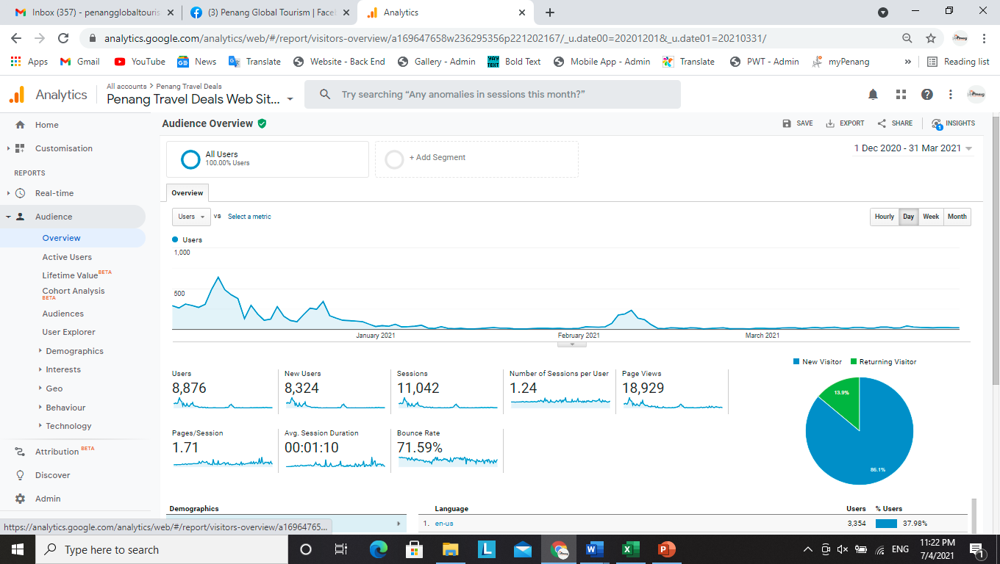 Inbox (357) - penangglobaltouris
(3) Penang Global Tourism | Face
Analytics
analytics.google.com/analytics/web/#/report/visitors-overview/a169647658w236295356p221202167/_u.date00=20201201&_u.date01=20210331/
Apps Gmail YouTube News Translate Website - Back End Gallery - Admin Bold Text Mobile App - Admin Translate PWT - Admin myPenang » Reading list
Analytics
All accounts > Penang Travel Deals
Penang Travel Deals Web Sit...
Try searching “Any anomalies in sessions this month?”
Home
Customisation
REPORTS
Real-time
Audience
Overview
Active Users
Lifetime Value BETA
Cohort Analysis
BETA
Audiences
User Explorer
Demographics
Interests
Geo
Behaviour
Technology
Attribution BETA
Discover
Admin
Audience Overview
SAVE EXPORT SHARE INSIGHTS
1
All Users
100.00% Users
+ Add Segment
1 Dec 2020 - 31 Mar 2021
Overview
Users vs Select a metric
Hourly Day Week Month
Users
1,000
500
January 2021 February 2021 March 2021
New Visitor Returning Visitor
13.9%
86.1%
Users New Users Sessions Number of Sessions per User Page Views
8,876 8,324 11,042 1.24 18,929
Pages/Session Avg. Session Duration Bounce Rate
1.71 00:01:10 71.59%
Demographics
Language Users % Users
1. en-us 3,354 37.98%
https://analytics.google.com/analytics/web/#/report/visitors-overview/a16964765...
Type here to search
ENG
11:22 PM
7/4/2021
1